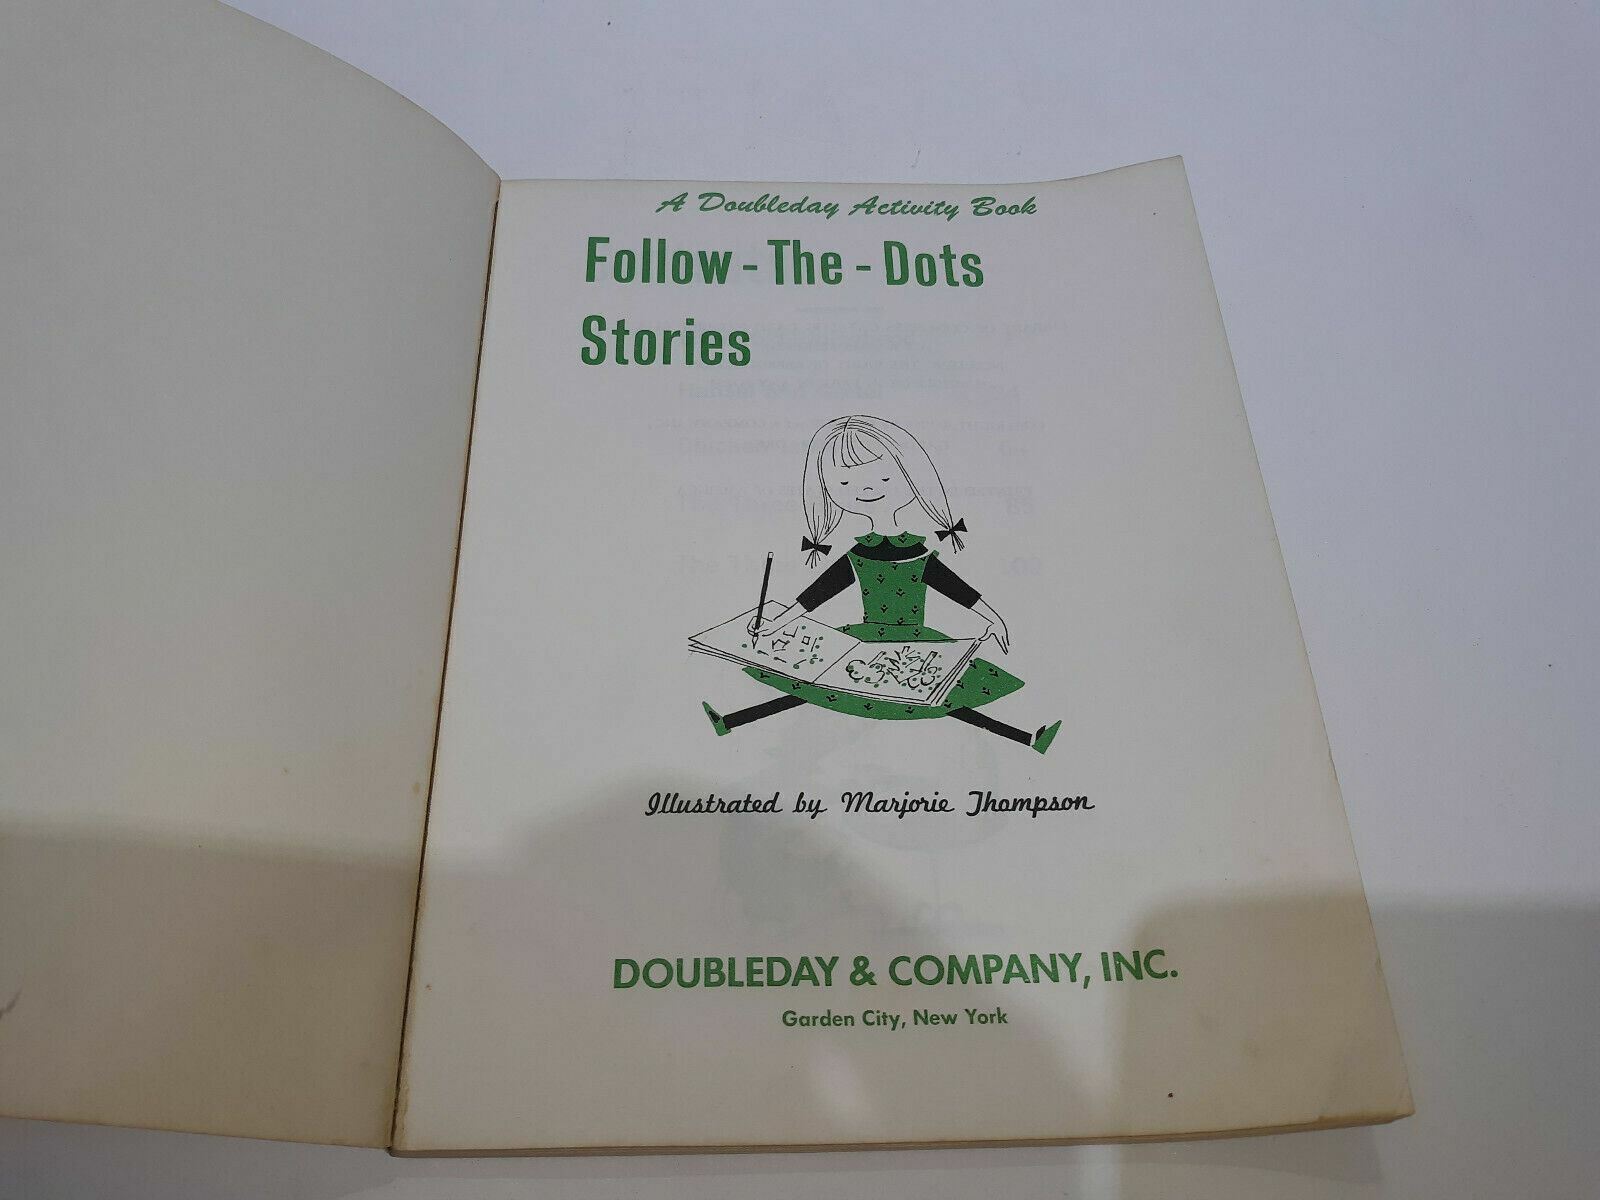 A Doubleday Activity Book
Follow-The-Dots
Stories
Illustrated by Marjorie Thompson
DOUBLEDAY & COMPANY, INC.
Garden City, New York